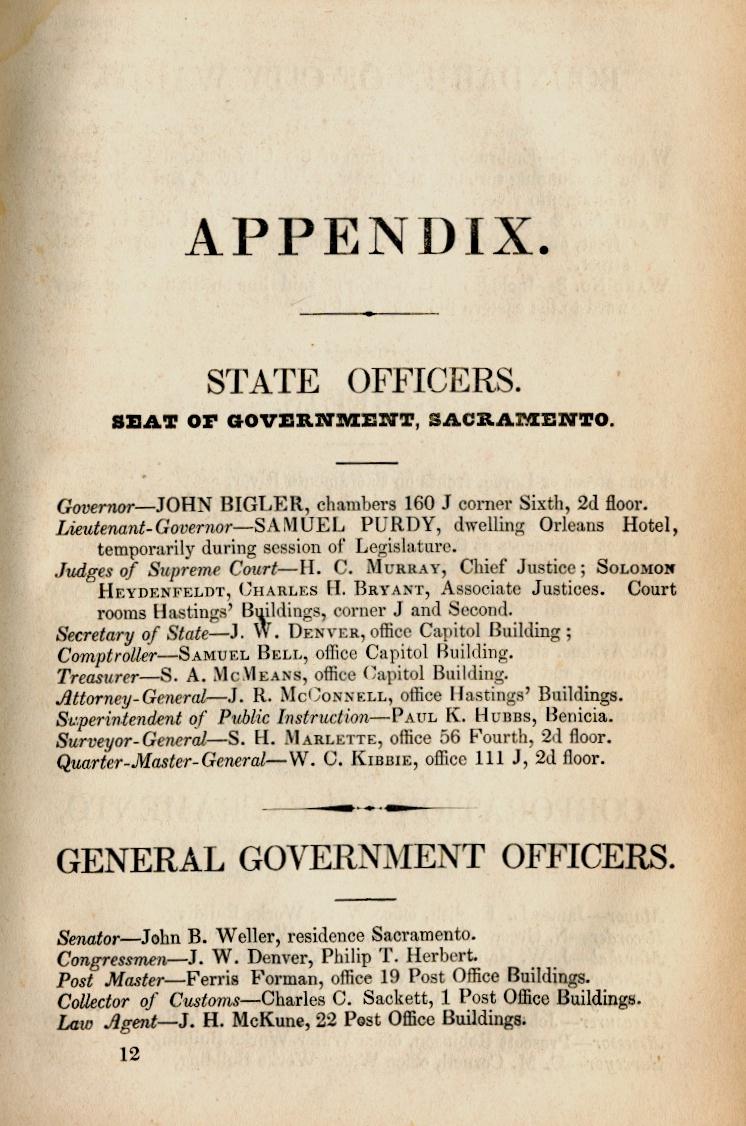 APPENDIX.
STATE OFFICERS.
SEAT OF GOVERNMENT, SACRAMENTO.
Governor—JOHN BIGLER, chambers 160 J corner Sixth, 2d floor.
Lieutenant-Governor—SAMUEL PURDY, dwelling Orleans Hotel,
temporarily during session of Legislature.
Judges of Supreme Court—H. C. MURRAY, Chief Justice; SOLOMON
HEYDENFELDT, CHARLES H. BRYANT, Associate Justices. Court
rooms Hastings' Buildings, corner J and Second.
Secretary of State—J. W. DENVER, office Capitol Building;
Comptroller—SAMUEL BELL, office Capitol Building.
Treasurer—S. A. MCMEANS, office Capitol Building.
Attorney-General—J. R. MCCONNELL, office Hastings' Buildings.
Superintendent of Public Instruction—PAUL K. HUBBS, Benicia.
Surveyor-General—S. H. MARLETTE, office 56 Fourth, 2d floor.
Quarter-Master-General—W. C. KIBBIE, office 111 J, 2d floor.
GENERAL GOVERNMENT OFFICERS.
Senator—John B. Weller, residence Sacramento.
Congressmen—J. W. Denver, Philip T. Herbert.
Post Master—Ferris Forman, office 19 Post Office Buildings.
Collector of Customs—Charles C. Sackett, 1 Post Office Buildings.
Law Agent—J. H. McKune, 22 Post Office Buildings.
12